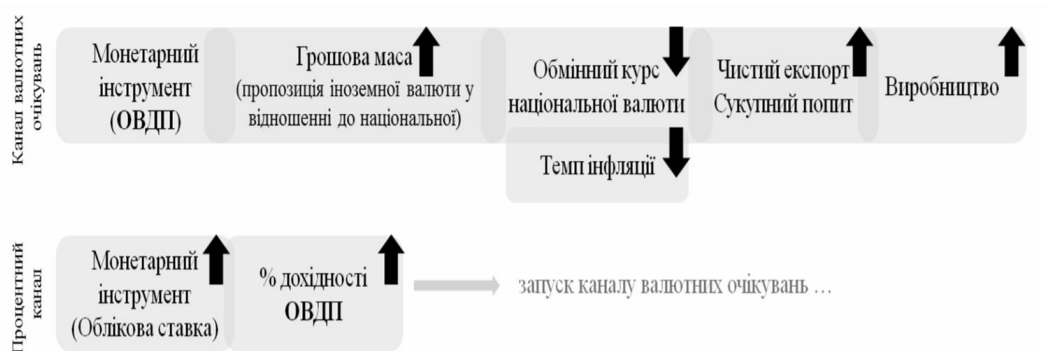 Канал валютних
очікувань
Монетарний
інструмент
(ОВДП)
Грошова маса
(пропозиція іноземної валюти у
відношенні до національної)
Обмінний курс
національної валюти
Темп інфляції
Чистий експорт
Сукупний попит
Виробництво
Процентний
канал
Монетарний
інструмент
(Облікова ставка)
% дохідності
ОВДП
запуск каналу валютних очікувань ...